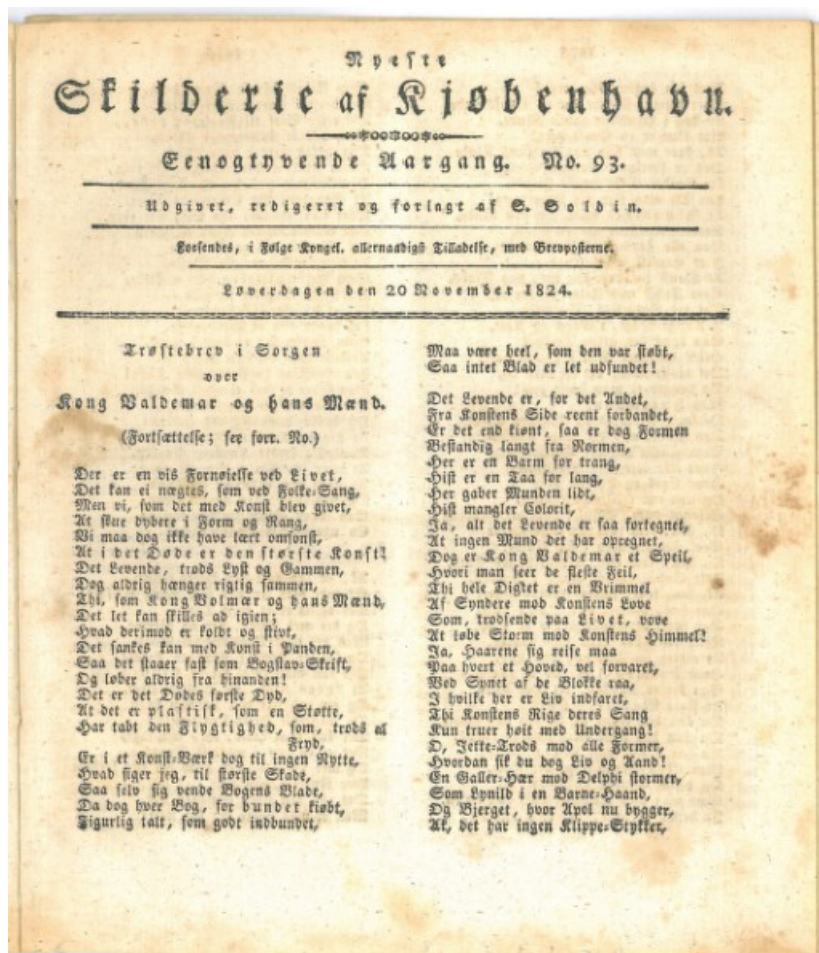 Nyeste
Skilderie af Kjøbenhavn.
Eenogtyvende Aargang. No. 93.
Udgivet, redigeret og forlagt af S. Soldin.
Forsendes, i Følge Kongel. allernaadigst Tilladelse, med Brevposterne.
Løverdagen den 20 November 1824.
Trøstebrev i Sorgen
over
Kong Valdemar og hans Mænd.
(Fortsættelse; see forr. No.)
Der er en vis Fornøielse ved Livet,
Det kan ei nægtes, som ved Folke-Sang,
Men vi, som det med Konst blev givet,
At skue dybere i Form og Rang,
Vi maa dog ikke have lært omsonst,
At i det Døde er den største Konst!
Det Levende, trods Lyst og Gammen,
Dog aldrig hænger rigtig sammen,
Thi, som Kong Volmær og hans Mænd,
Det let kan skilles ad igien;
Hvad derimod er koldt og stivt,
Det sankes kan med Konst i Panden,
Saa det staaer fast som Bogstav-Skrift,
Og løber aldrig fra hinanden!
Det er det Dødes første Dyd,
At det er plastisk, som en Støtte,
Har tabt den Flygtighed, som, trods al
Fryd,
Er i et Konst-Værk dog til ingen Nytte,
Hvad siger jeg, til største Skade,
Saa selv sig vende Bogens Blade,
Da dog hver Bog, for bunder kiøbt,
Figurlig talt, som godt indbundet,
Maa være heel, som den var støbt,
Saa intet Blad er let udfundet!
Det Levende er, for det Andet,
Fra Konstens Side reent forbandet,
Er det end kiønt, saa er dog Formen
Bestandig langt fra Normen,
Her er en Barm for trang,
Hist er en Taa for lang,
Her gaber Munden lidt,
Hist mangler Colorit,
Ja, alt det Levende er saa fortegnet,
At ingen Mund det har opregnet,
Dog er Kong Valdemar et Speil,
Hvori man seer de fleste Feil,
Thi hele Digtet er en Vrimmel
Af Syndere mod Konstens Love
Som, trodsende paa Livet, vove
At løbe Storm mod Konstens Himmel!
Ja, Haarene sig reise maa
Paa hvert et Hoved, vel forvaret,
Ved Synet af de Blokke raa,
I hvilke her er Liv indfaret,
Thi Konstens Rige deres Sang
Kun truer høit med Undergang!
O, Jette-Trods mod alle Former,
Hvordan fik du dog Liv og Aand!
En Galler-Hær mod Delphi stormer,
Som Lynild i en Barne-Haand,
Og Bjerget, hvor Apol nu bygger,
Ak, det har ingen Klippe-Stykker,